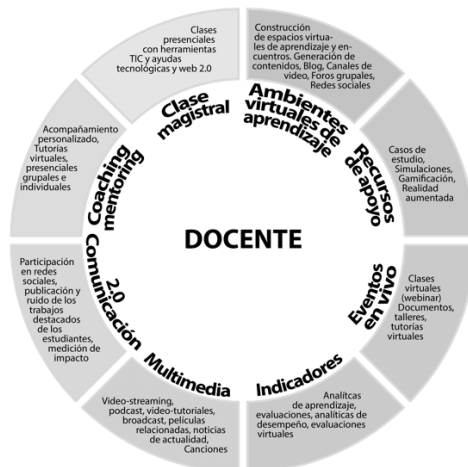 Clases
presenciales
con herramientas
TIC y ayudas
tecnológicas y web 2.0
Clase
magistral
Construcción
de espacios virtua-
les de aprendizaje y en-
cuentros. Generación de
contenidos, Blog, Canales de
video, Foros grupales,
Redes sociales
Ambientes
virtuales de
aprendizaje
Casos de
estudio,
Simulaciones,
Gamificación,
Realidad
aumentada
Recursos
de apoyo
Clases
virtuales
(webinar)
Documentos,
talleres,
tutorías
virtuales
Eventos
en vivo
Analítcas
de aprendizaje,
evaluaciones, analíticas de
desempeño, evaluaciones
virtuales
Indicadores
Video-streaming,
podcast, video-tutoriales,
broadcast, películas
relacionadas, noticias
de actualidad,
Canciones
Multimedia
Participación
en redes
sociales,
publicación y
ruido de los
trabajos
destacados
de los
estudiantes,
medición de
impacto
Comunicación
2.0
Acompañamiento
personalizado,
Tutorías
virtuales,
presenciales
grupales e
individuales
Coaching
mentoring
DOCENTE